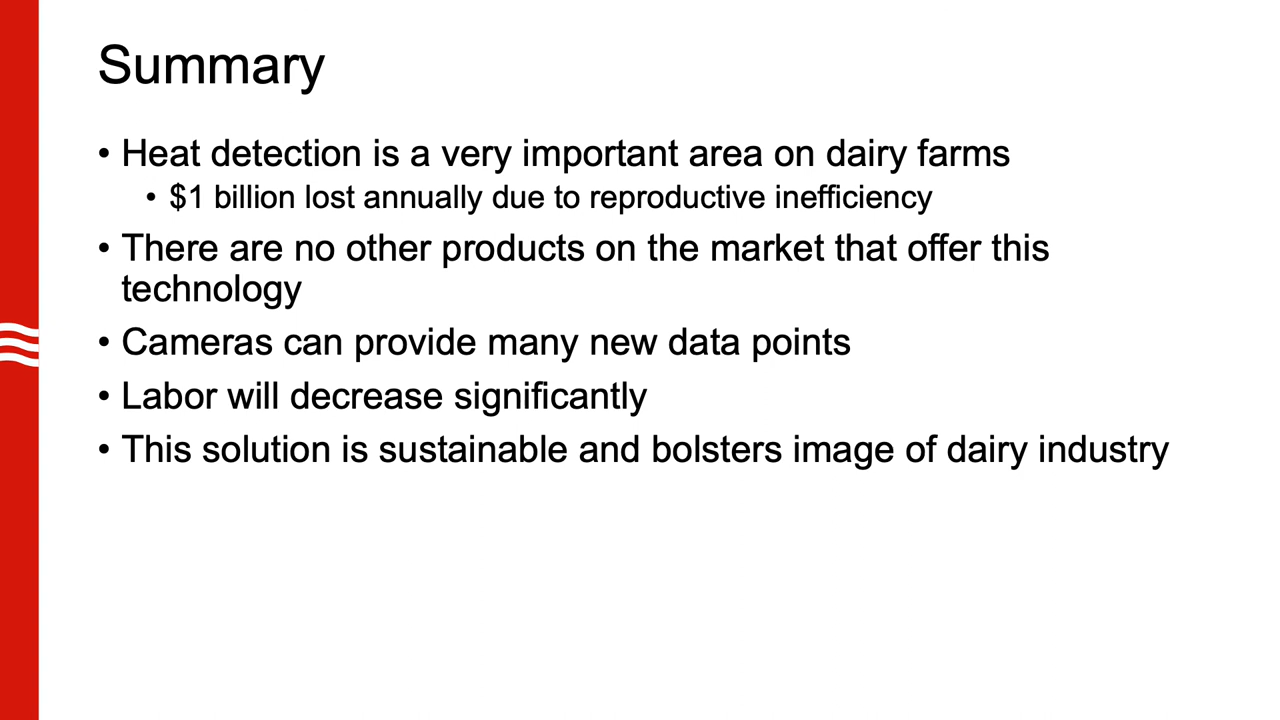 Summary
• Heat detection is a very important area on dairy farms
• $1 billion lost annually due to reproductive inefficiency
• There are no other products on the market that offer this
technology
• Cameras can provide many new data points
• Labor will decrease significantly
• This solution is sustainable and bolsters image of dairy industry